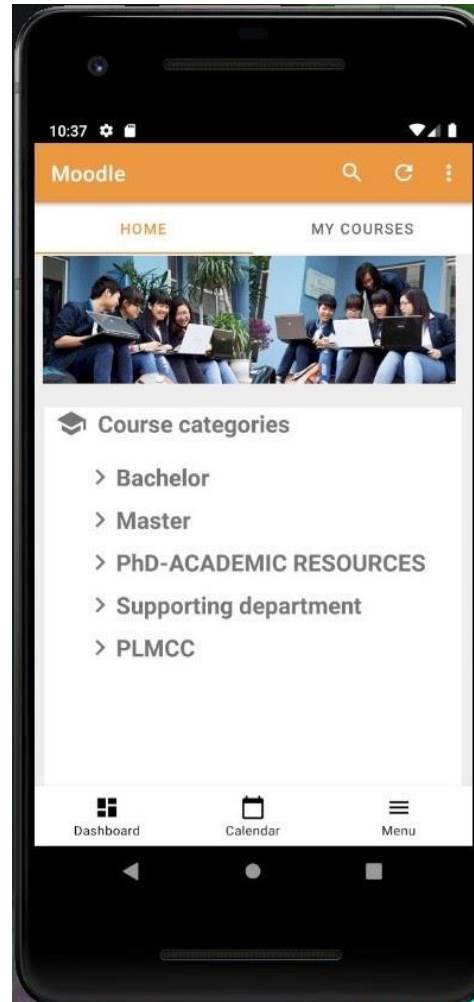 10:37
Moodle
HOME MY COURSES
Course categories
Bachelor
Master
PhD-ACADEMIC RESOURCES
Supporting department
PLMCC
Dashboard Calendar Menu